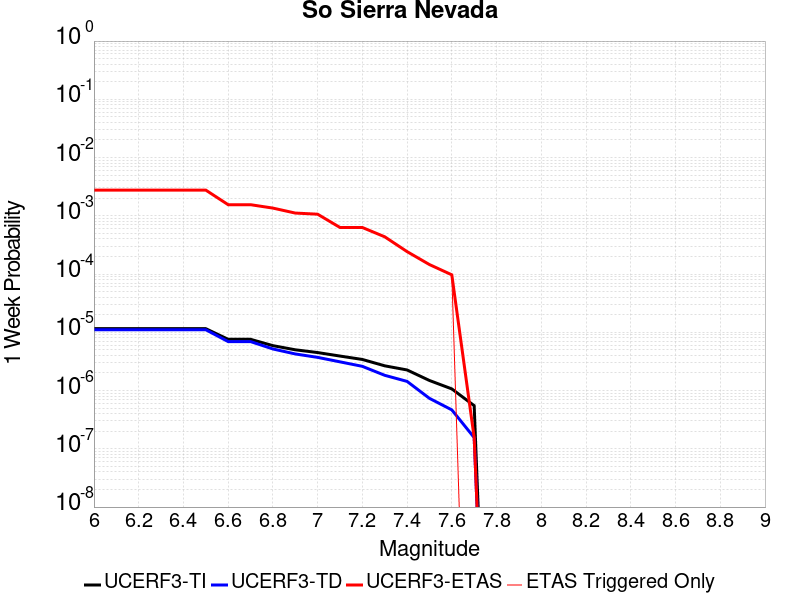 So Sierra Nevada
10^0
10^-1
10^-2
10^-3
10^-4
10^-5
10^-6
10^-7
10^-8
1 Week Probability
6 6.2 6.4 6.6 6.8 7 7.2 7.4 7.6 7.8 8 8.2 8.4 8.6 8.8 9
Magnitude
UCERF3-TI UCERF3-TD UCERF3-ETAS ETAS Triggered Only